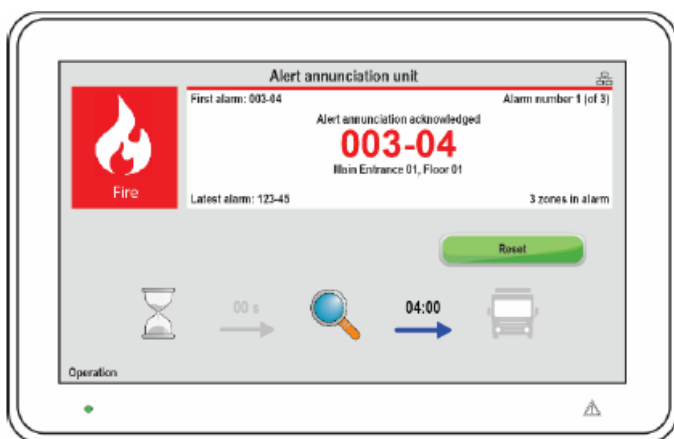 Alert annunciation unit
Fire
First alarm: 003-04
Alarm number 1 (of 3)
Alert annunciation acknowledged
003-04
Main Entrance 01, Floor 01
Latest alarm: 123-45
3 zones in alarm
Reset
00 s
04:00
Operation